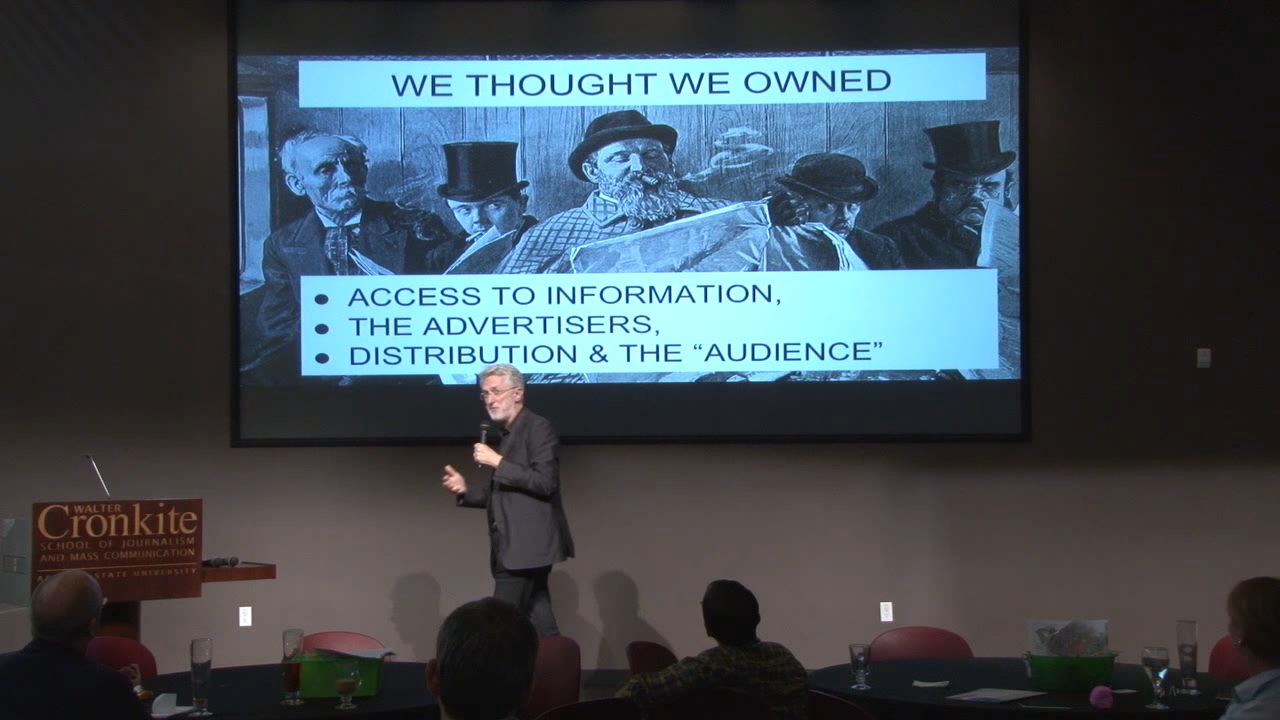 WE THOUGHT WE OWNED
● ACCESS TO INFORMATION,
● THE ADVERTISERS,
● DISTRIBUTION & THE “AUDIENCE”
WALTER
Cronkite
SCHOOL OF JOURNALISM
AND MASS COMMUNICATION
STATE UNIVERSITY